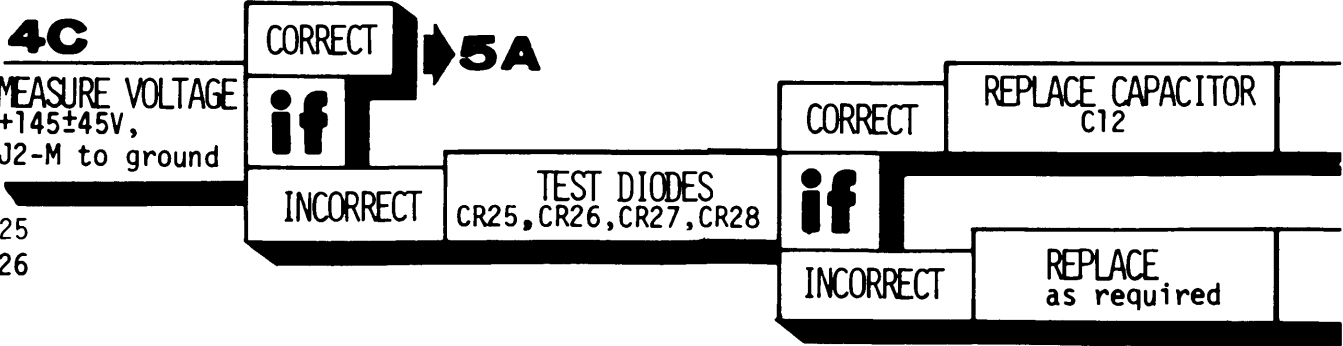 4C
MEASURE VOLTAGE
+145±45V,
J2-M to ground
25
26
if
CORRECT
5A
INCORRECT
TEST DIODES
CR25, CR26, CR27, CR28
if
CORRECT
REPLACE CAPACITOR
C12
INCORRECT
REPLACE
as required